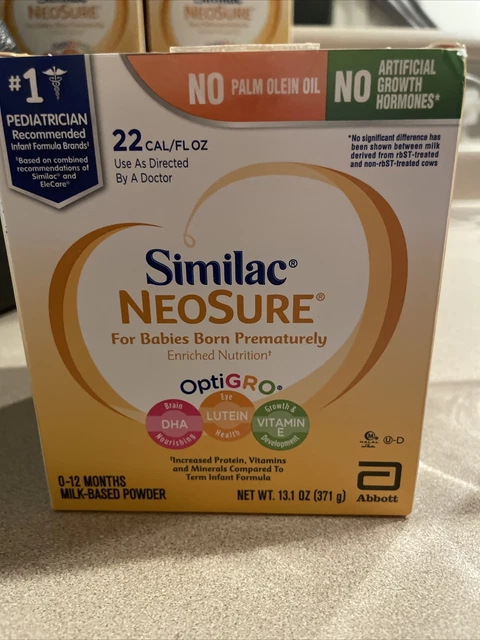 #1
PEDIATRICIAN
Recommended
Infant Formula Brands‡
‡Based on combined
recommendations of
Similac® and
EleCare®
NO PALM OLEIN OIL
NO ARTIFICIAL
GROWTH
HORMONES*
*No significant difference has
been shown between milk
derived from rbST-treated
and non-rbST-treated cows
22 CAL/FL OZ
Use As Directed
By A Doctor
Similac®
NEOSURE®
For Babies Born Prematurely
Enriched Nutrition†
OptiGRO®
Brain
DHA
Nourishing
Eye
LUTEIN
Health
Growth &
VITAMIN
E
Development
†Increased Protein, Vitamins
and Minerals Compared To
Term Infant Formula
HALAL
U-D
0-12 MONTHS
MILK-BASED POWDER
NET WT. 13.1 OZ (371 g)
Abbott